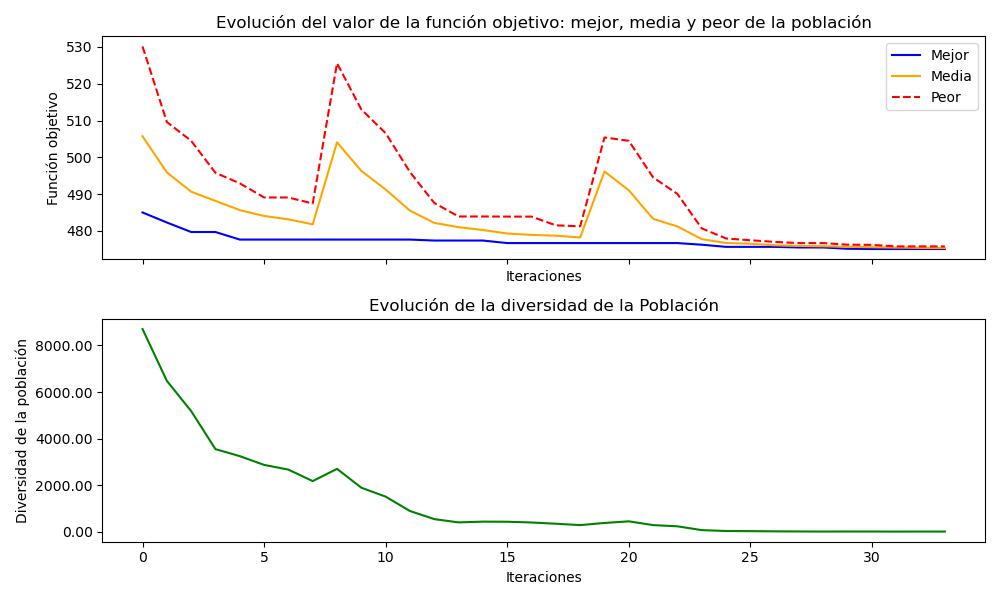 Evolución del valor de la función objetivo: mejor, media y peor de la población
Función objetivo
530
520
510
500
490
480
Mejor
Media
Peor
Iteraciones
Evolución de la diversidad de la Población
Diversidad de la población
8000.00
6000.00
4000.00
2000.00
0.00
0
5
10
15
20
25
30
Iteraciones